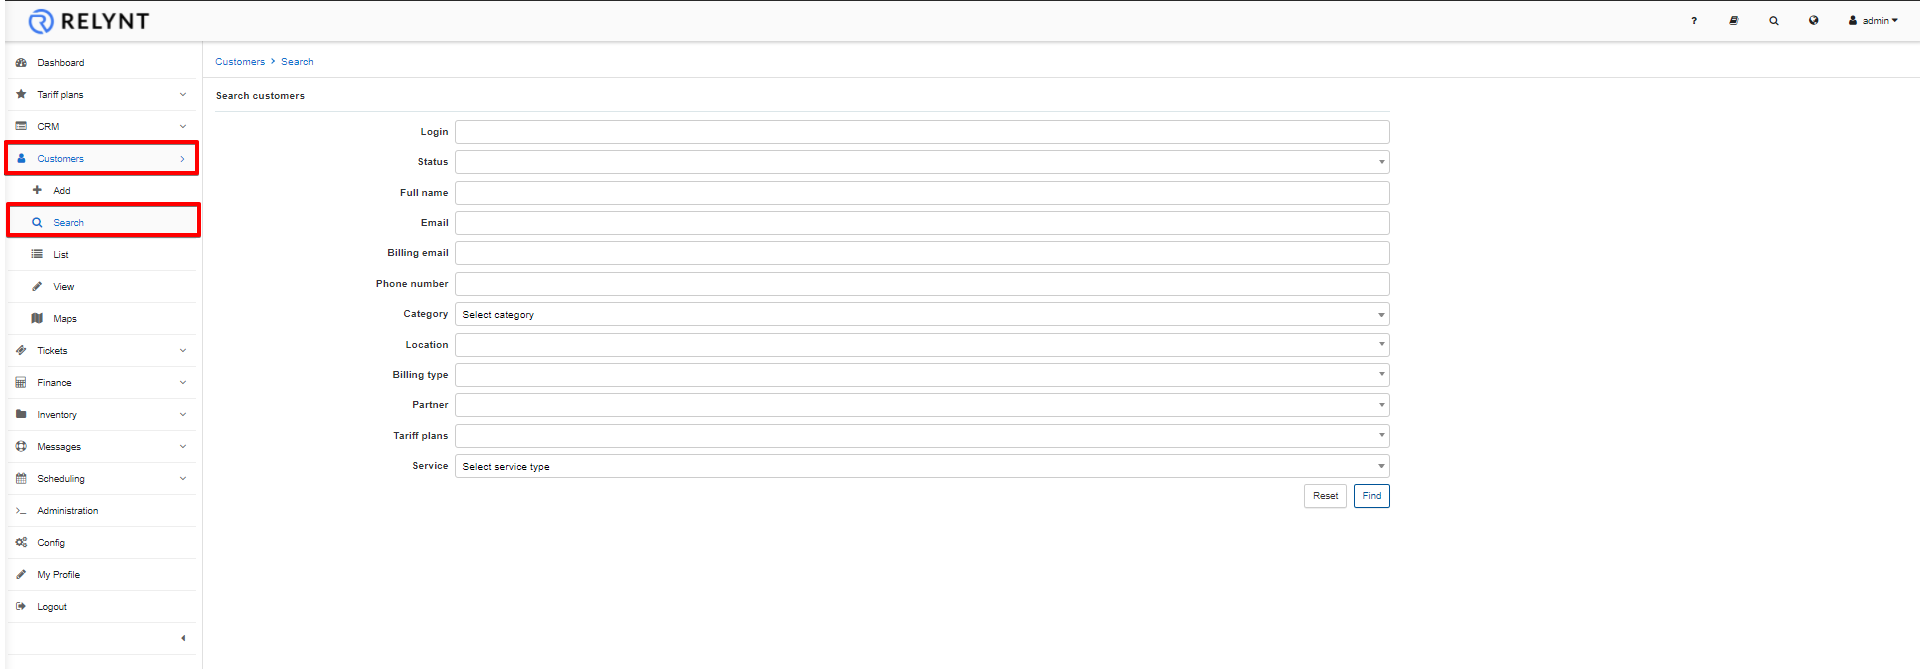 RELYNT
? admin
Dashboard
Tariff plans
CRM
Customers
Add
Search
List
View
Maps
Tickets
Finance
Inventory
Messages
Scheduling
Administration
Config
My Profile
Logout
Customers > Search
Search customers
Login
Status
Full name
Email
Billing email
Phone number
Category Select category
Location
Billing type
Partner
Tariff plans
Service Select service type
Reset Find